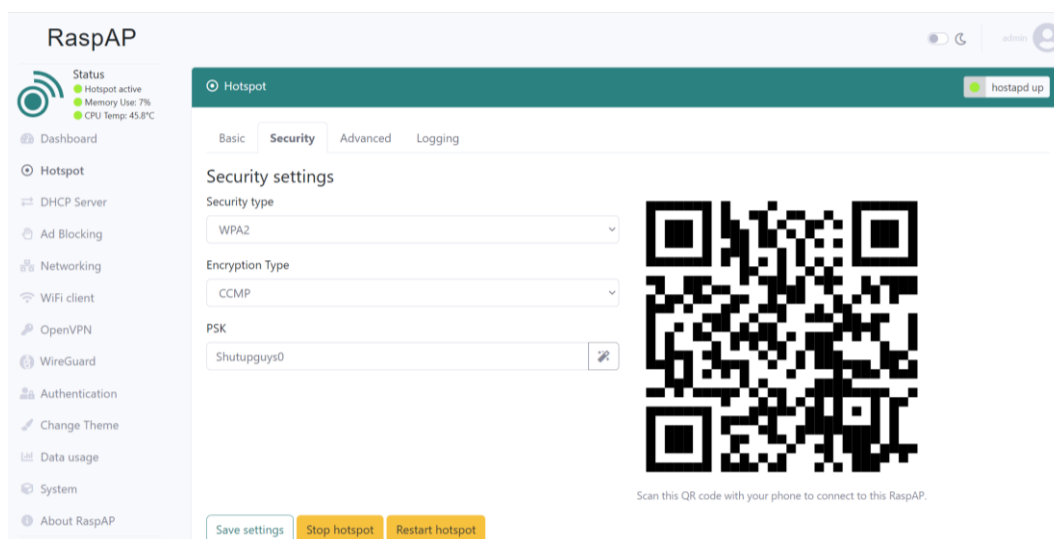 RaspAP
admin
Status
Hotspot active
Memory Use: 7%
CPU Temp: 45.8°C
Dashboard
Hotspot
DHCP Server
Ad Blocking
Networking
WiFi client
OpenVPN
WireGuard
Authentication
Change Theme
Data usage
System
About RaspAP
Hotspot
hostapd up
Basic Security Advanced Logging
Security settings
Security type
WPA2
Encryption Type
CCMP
PSK
Shutupguys0
Scan this QR code with your phone to connect to this RaspAP.
Save settings Stop hotspot Restart hotspot